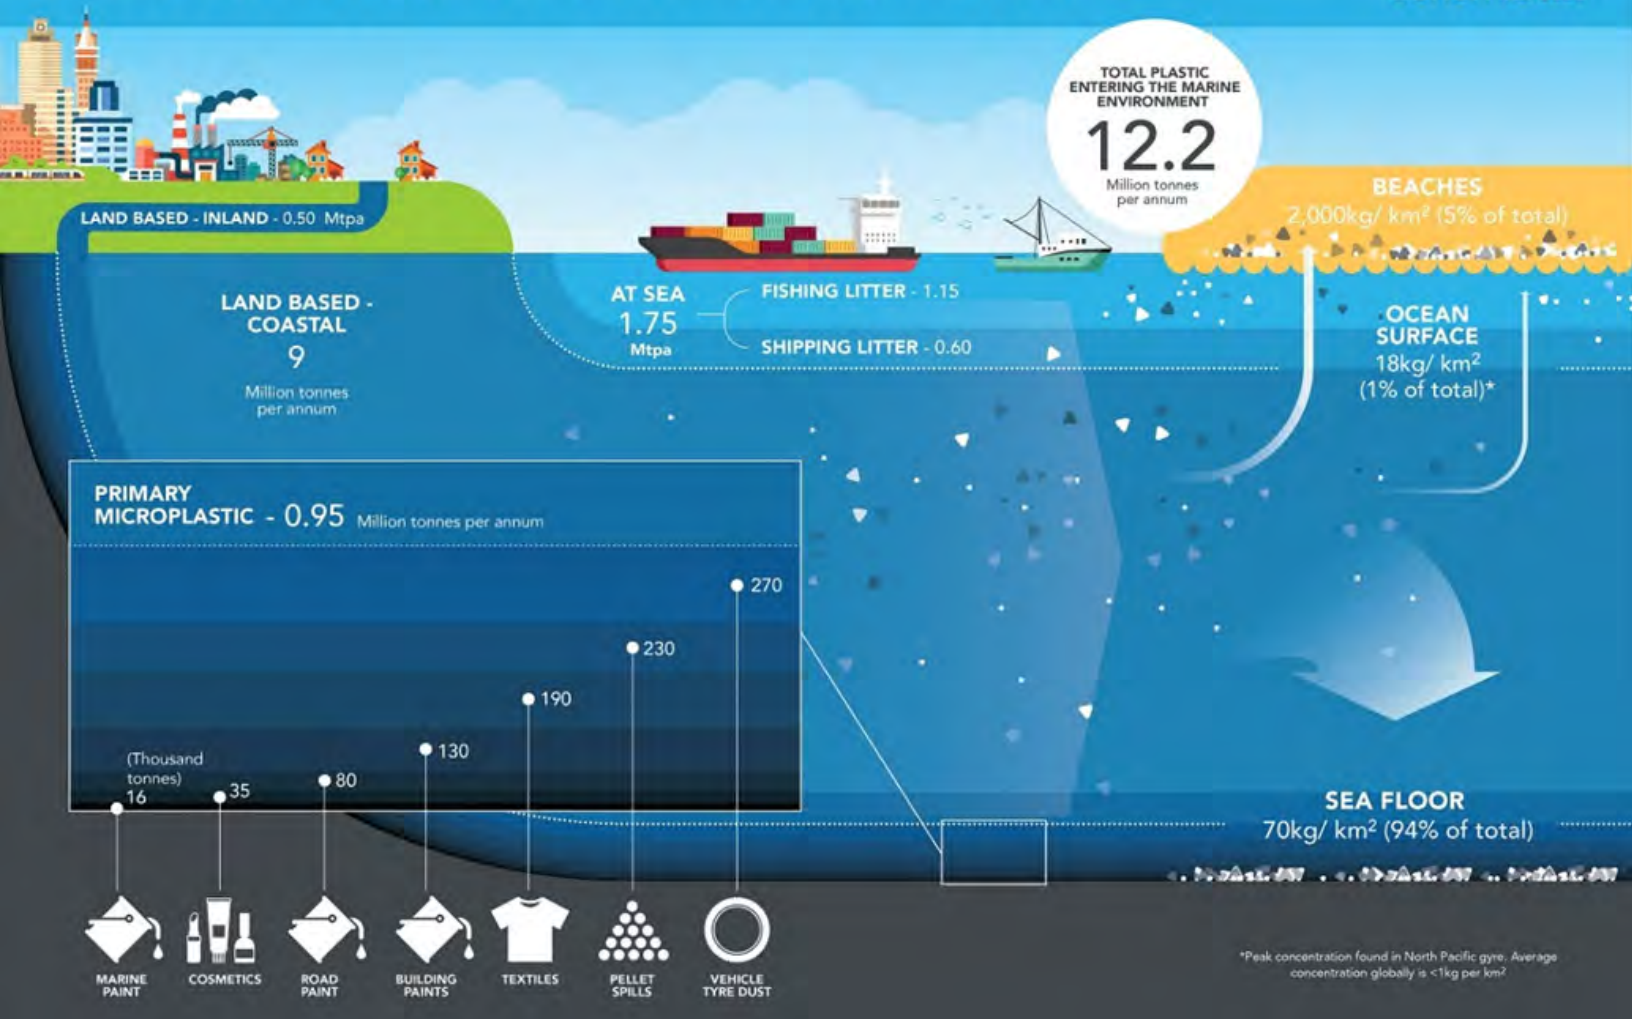 TOTAL PLASTIC
ENTERING THE MARINE
ENVIRONMENT
12.2
Million tonnes
per annum
BEACHES
2,000kg/ km² (5% of total)
LAND BASED - INLAND - 0.50 Mtpa
LAND BASED -
COASTAL
9
Million tonnes
per annum
AT SEA
1.75
Mtpa
FISHING LITTER - 1.15
SHIPPING LITTER - 0.60
OCEAN
SURFACE
18kg/ km²
(1% of total)*
PRIMARY
MICROPLASTIC - 0.95 Million tonnes per annum
270
230
190
130
(Thousand
tonnes)
16
35
80
SEA FLOOR
70kg/ km² (94% of total)
MARINE
PAINT
COSMETICS
ROAD
PAINT
BUILDING
PAINTS
TEXTILES
PELLET
SPILLS
VEHICLE
TYRE DUST
*Peak concentration found in North Pacific gyre. Average
concentration globally is <1kg per km²